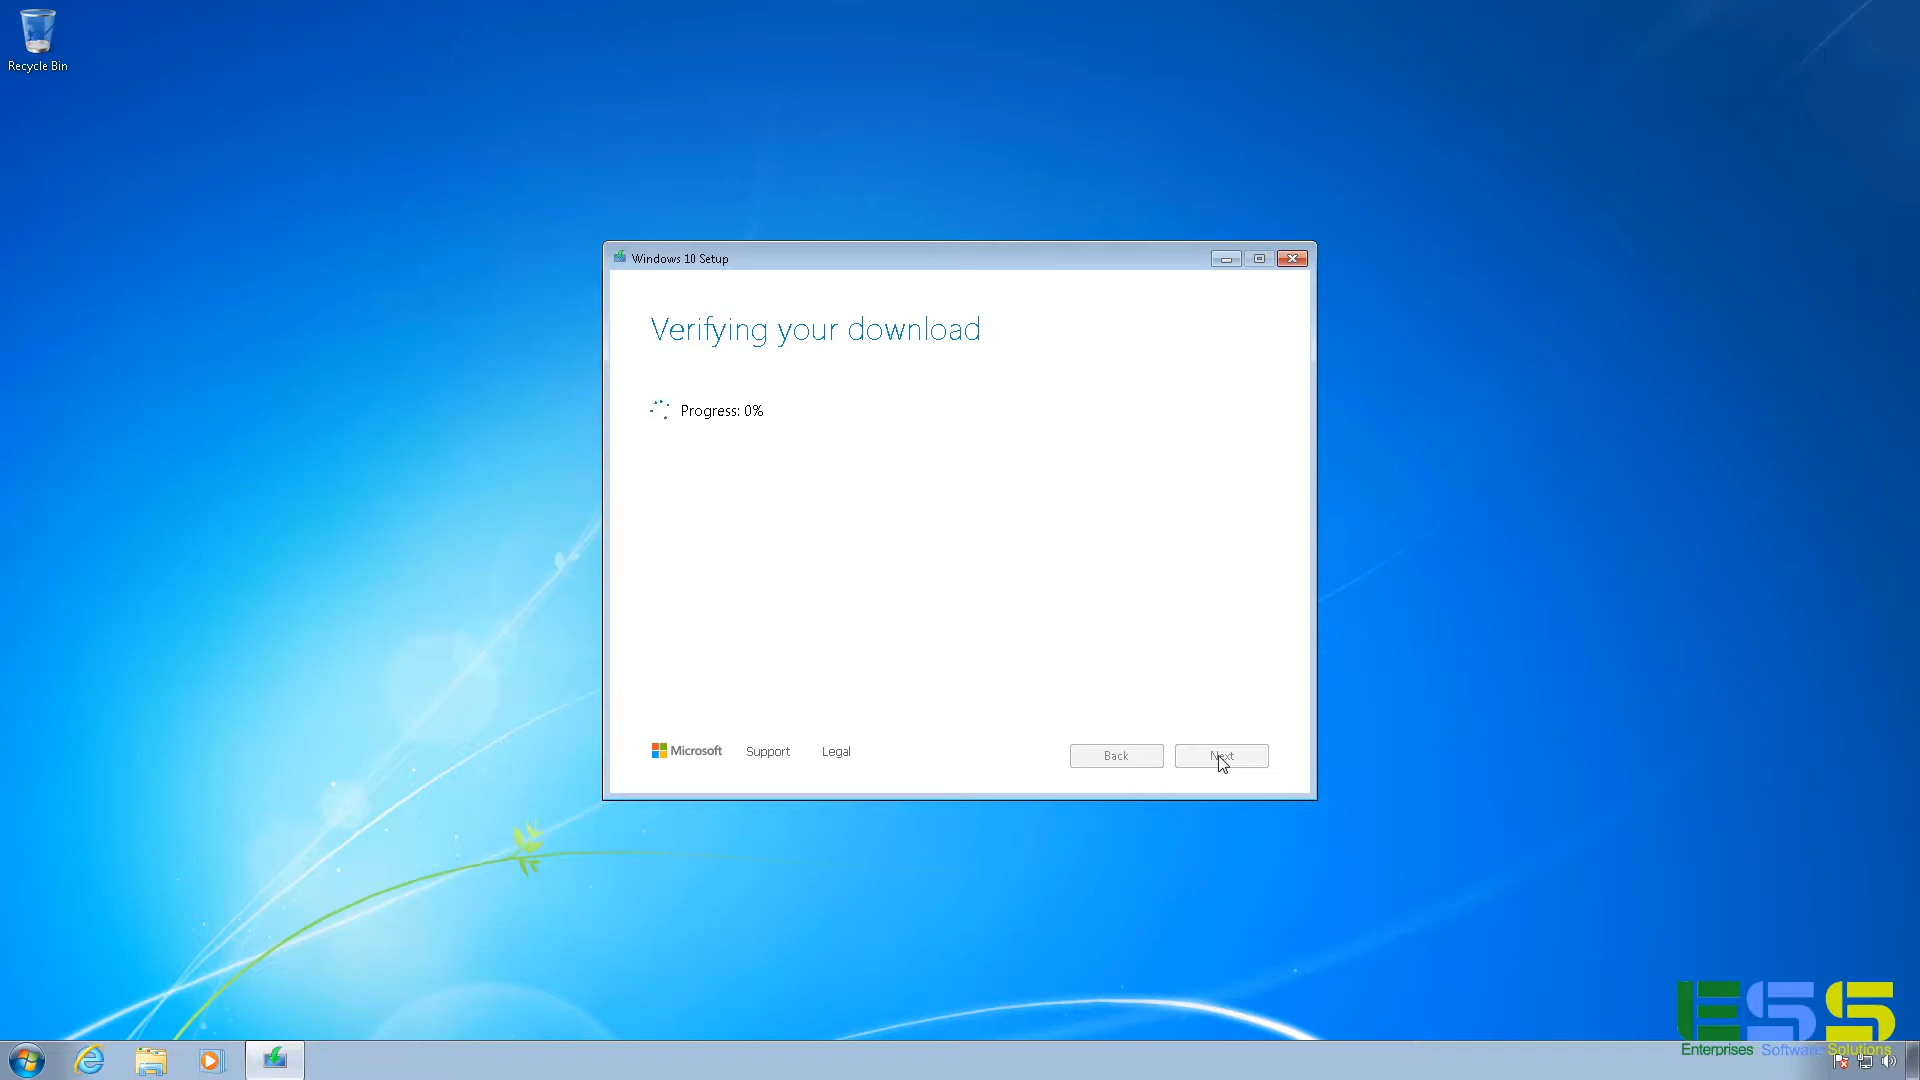 Recycle Bin
Windows 10 Setup
Verifying your download
Progress: 0%
Microsoft Support Legal Back Next
ESS
Enterprises Software Solutions